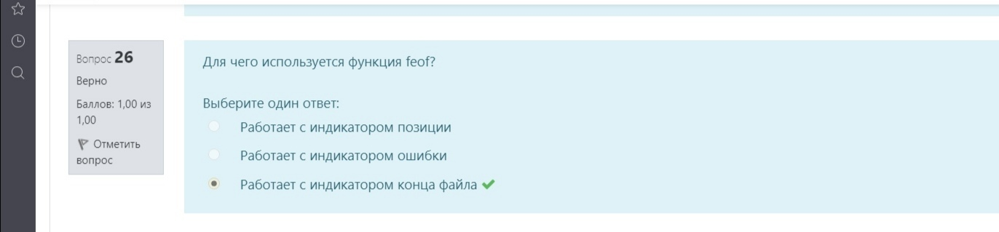 Вопрос 26
Верно
Баллов: 1,00 из
1,00
Отметить
вопрос
Для чего используется функция feof?
Выберите один ответ:
Работает с индикатором позиции
Работает с индикатором ошибки
Работает с индикатором конца файла